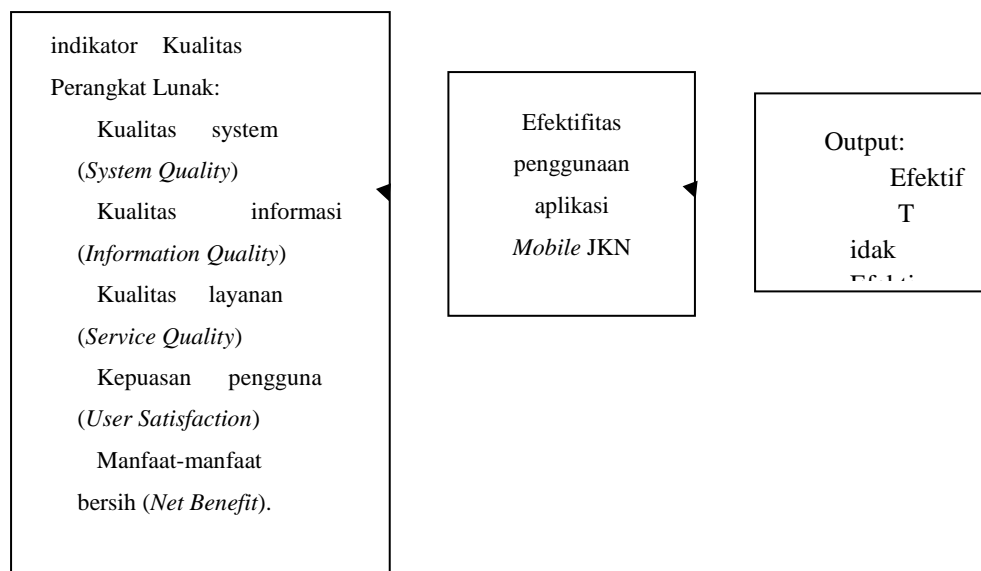 indikator Kualitas
Perangkat Lunak:
Kualitas system
(System Quality)
Kualitas informasi
(Information Quality)
Kualitas layanan
(Service Quality)
Kepuasan pengguna
(User Satisfaction)
Manfaat-manfaat
bersih (Net Benefit).
Efektifitas
penggunaan
aplikasi
Mobile JKN
Output:
Efektif
T
idak